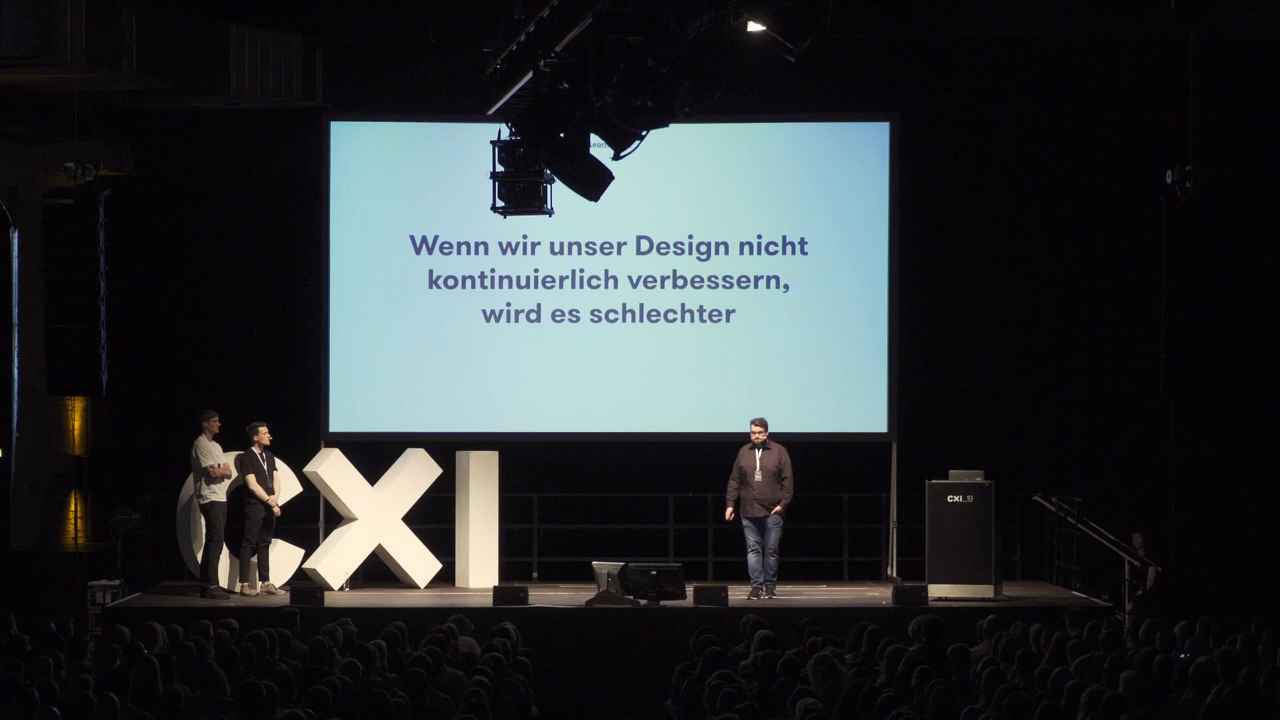 Wenn wir unser Design nicht
kontinuierlich verbessern,
wird es schlechter
CXI
CXI_19